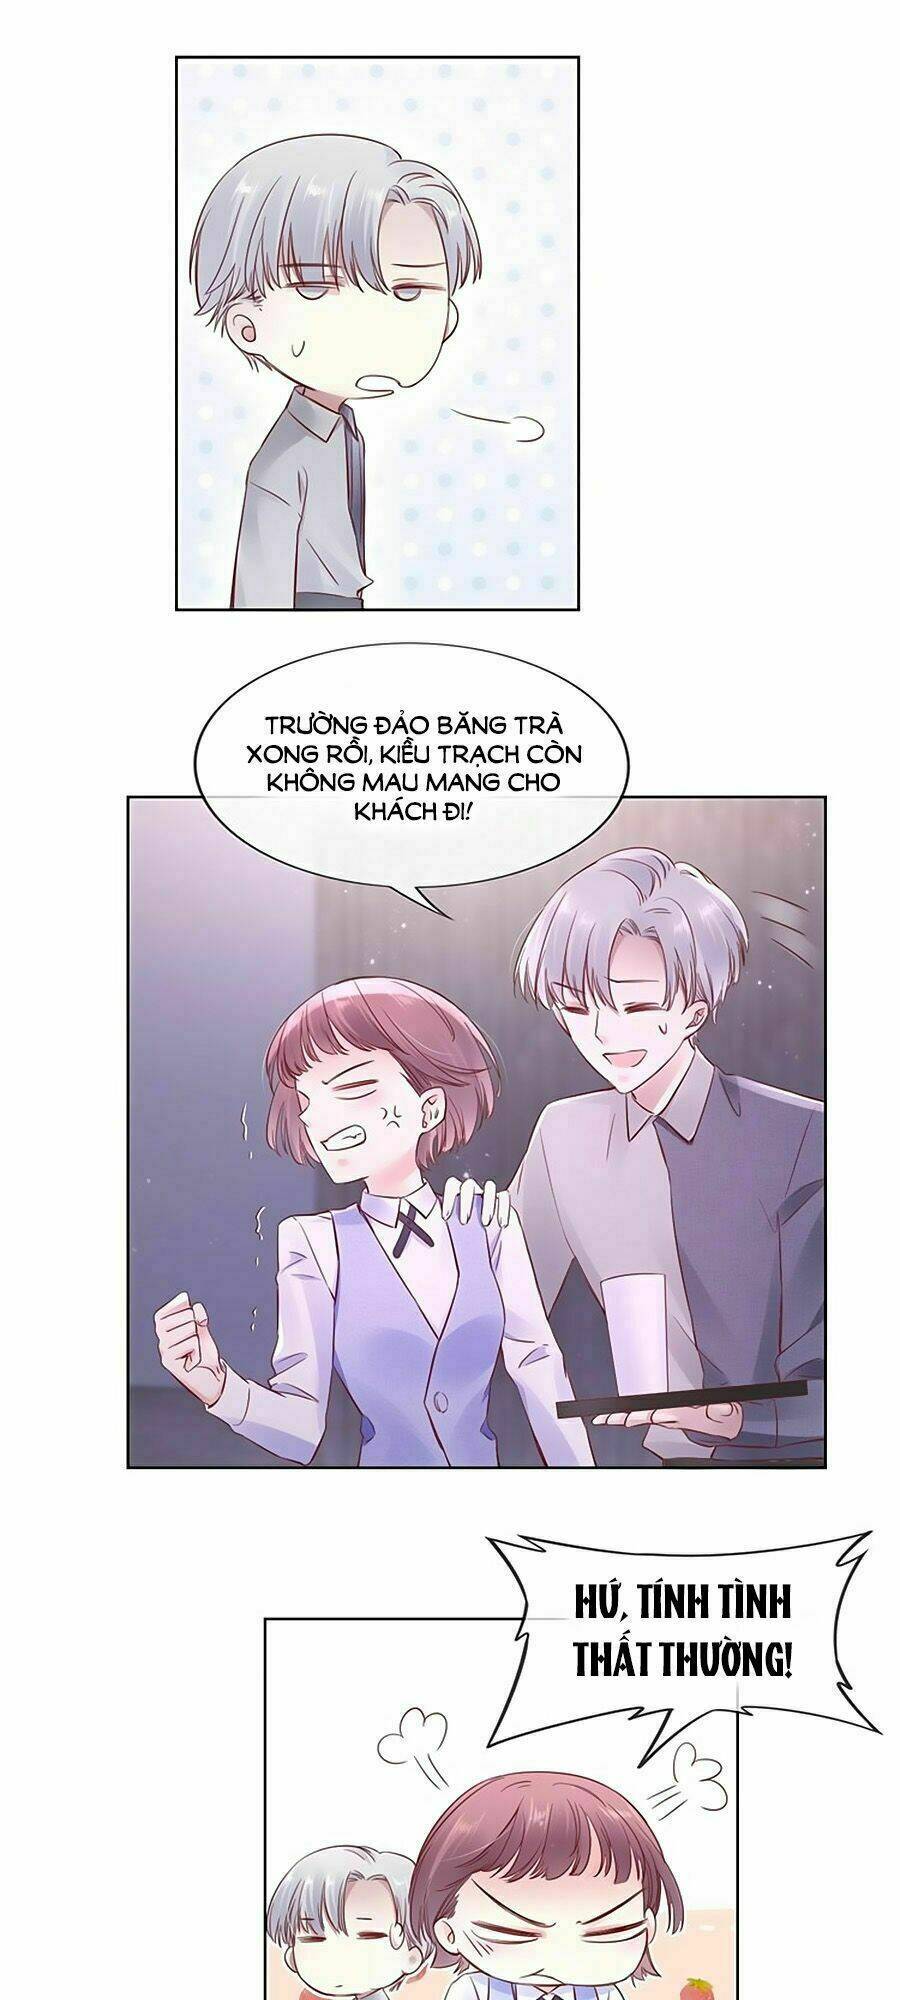 TRƯỜNG ĐẢO BĂNG TRÀ
XONG RỒI, KIỀU TRẠCH CÒN
KHÔNG MAU MANG CHO
KHÁCH ĐI!
HỨ, TÍNH TÌNH
THẤT THƯỜNG!